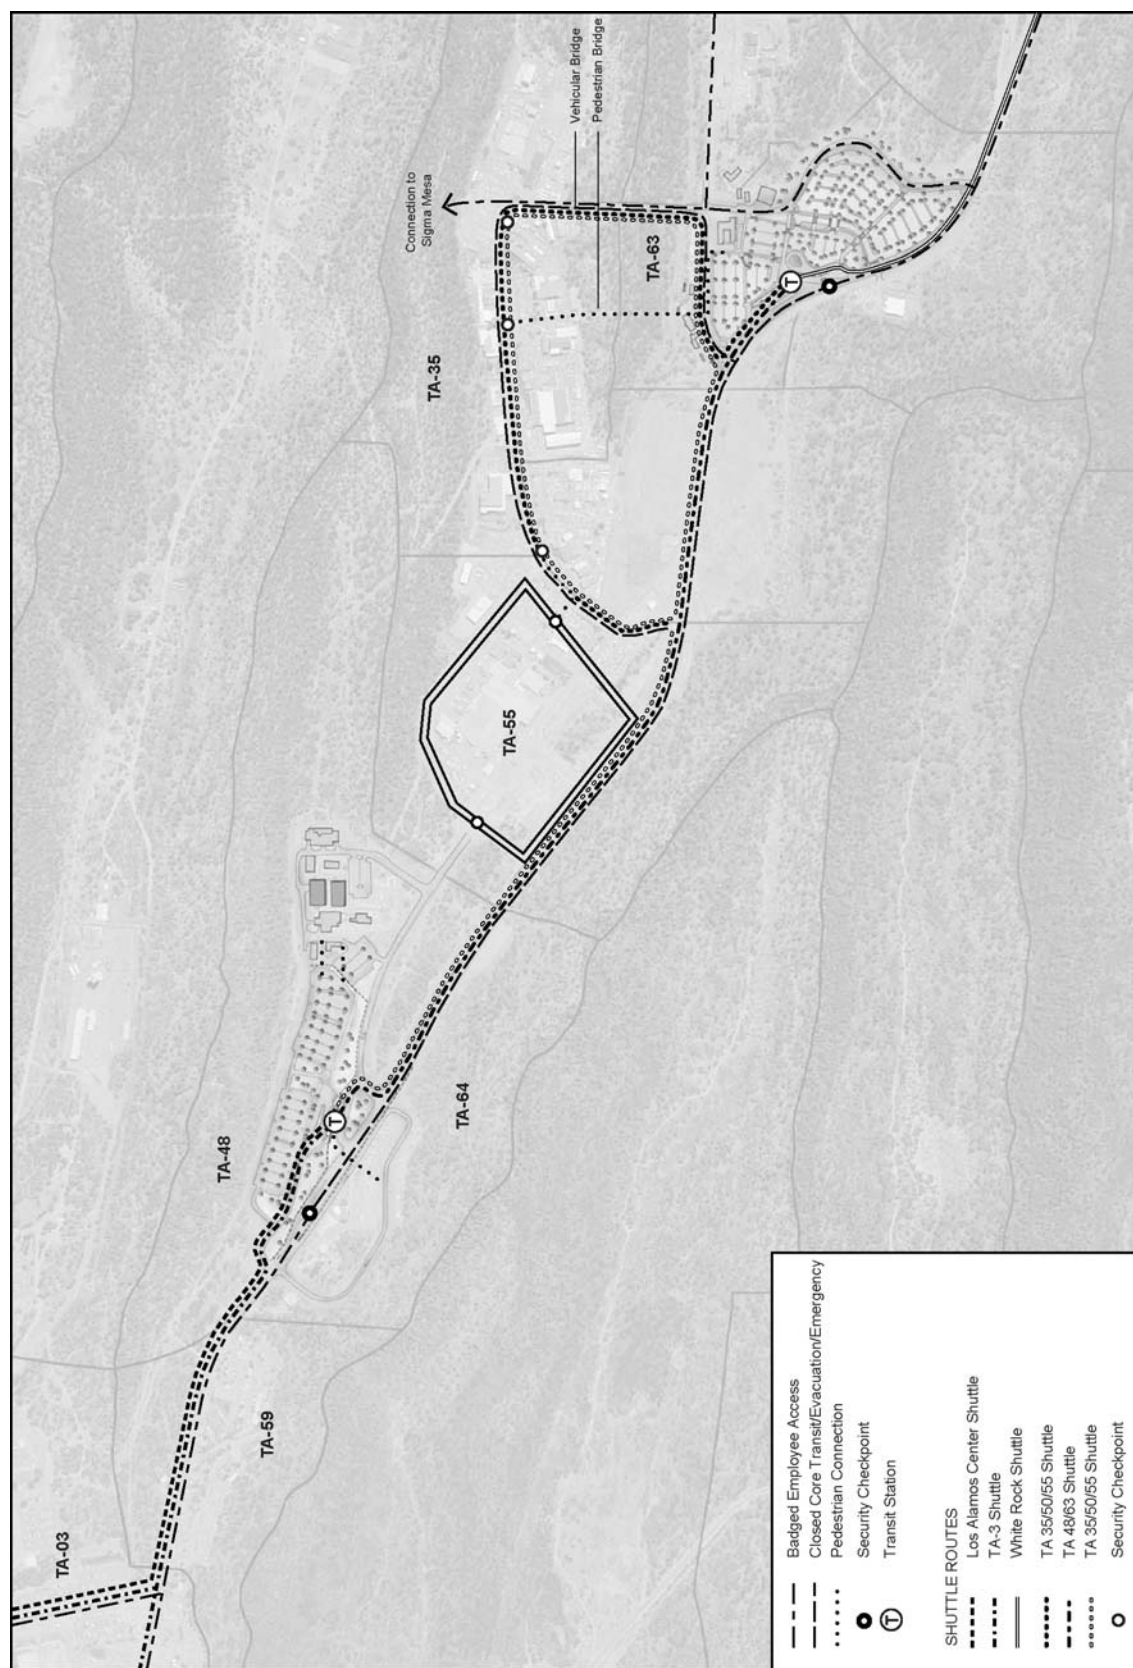 TA-03
TA-59
TA-48
TA-64
TA-55
TA-35
TA-63
Connection to
Sigma Mesa
Vehicular Bridge
Pedestrian Bridge
T
T
Badged Employee Access
Closed Core Transit/Evacuation/Emergency
Pedestrian Connection
Security Checkpoint
T
Transit Station
SHUTTLE ROUTES
Los Alamos Center Shuttle
TA-3 Shuttle
White Rock Shuttle
TA 35/50/55 Shuttle
TA 48/63 Shuttle
TA 35/50/55 Shuttle
Security Checkpoint